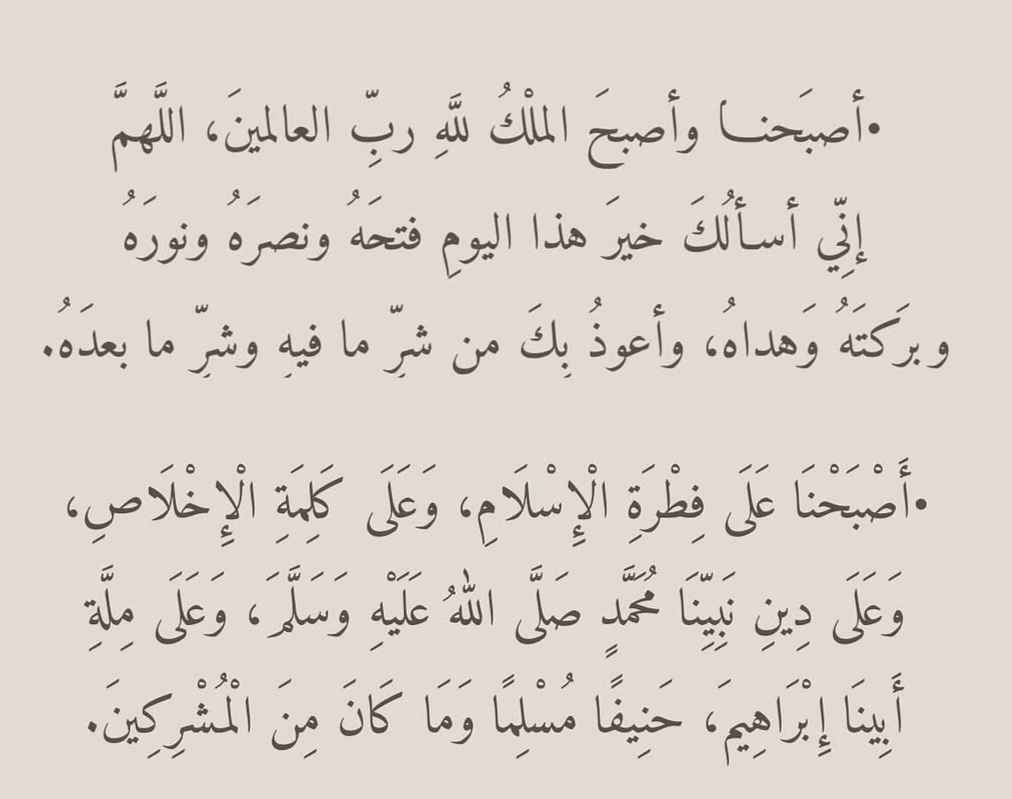 •أصبَحنا وأصبحَ الملْكُ للَّهِ ربِّ العالمينَ، اللَّهمَّ
إنِّي أسألُكَ خيرَ هذا اليومِ فتحَهُ ونصرَهُ ونورَهُ
وبرَكتَهُ وَهداهُ، وأعوذُ بِكَ من شرِّ ما فيهِ وشرِّ ما بعدَهُ.
•أَصْبَحْنَا عَلَى فِطْرَةِ الْإِسْلَامِ، وَعَلَى كَلِمَةِ الْإِخْلَاصِ،
وَعَلَى دِينِ نَبِيِّنَا مُحَمَّدٍ صَلَّى اللهُ عَلَيْهِ وَسَلَّمَ، وَعَلَى مِلَّةِ
أَبِينَا إِبْرَاهِيمَ، حَنِيفًا مُسْلِمًا وَمَا كَانَ مِنَ الْمُشْرِكِينَ.